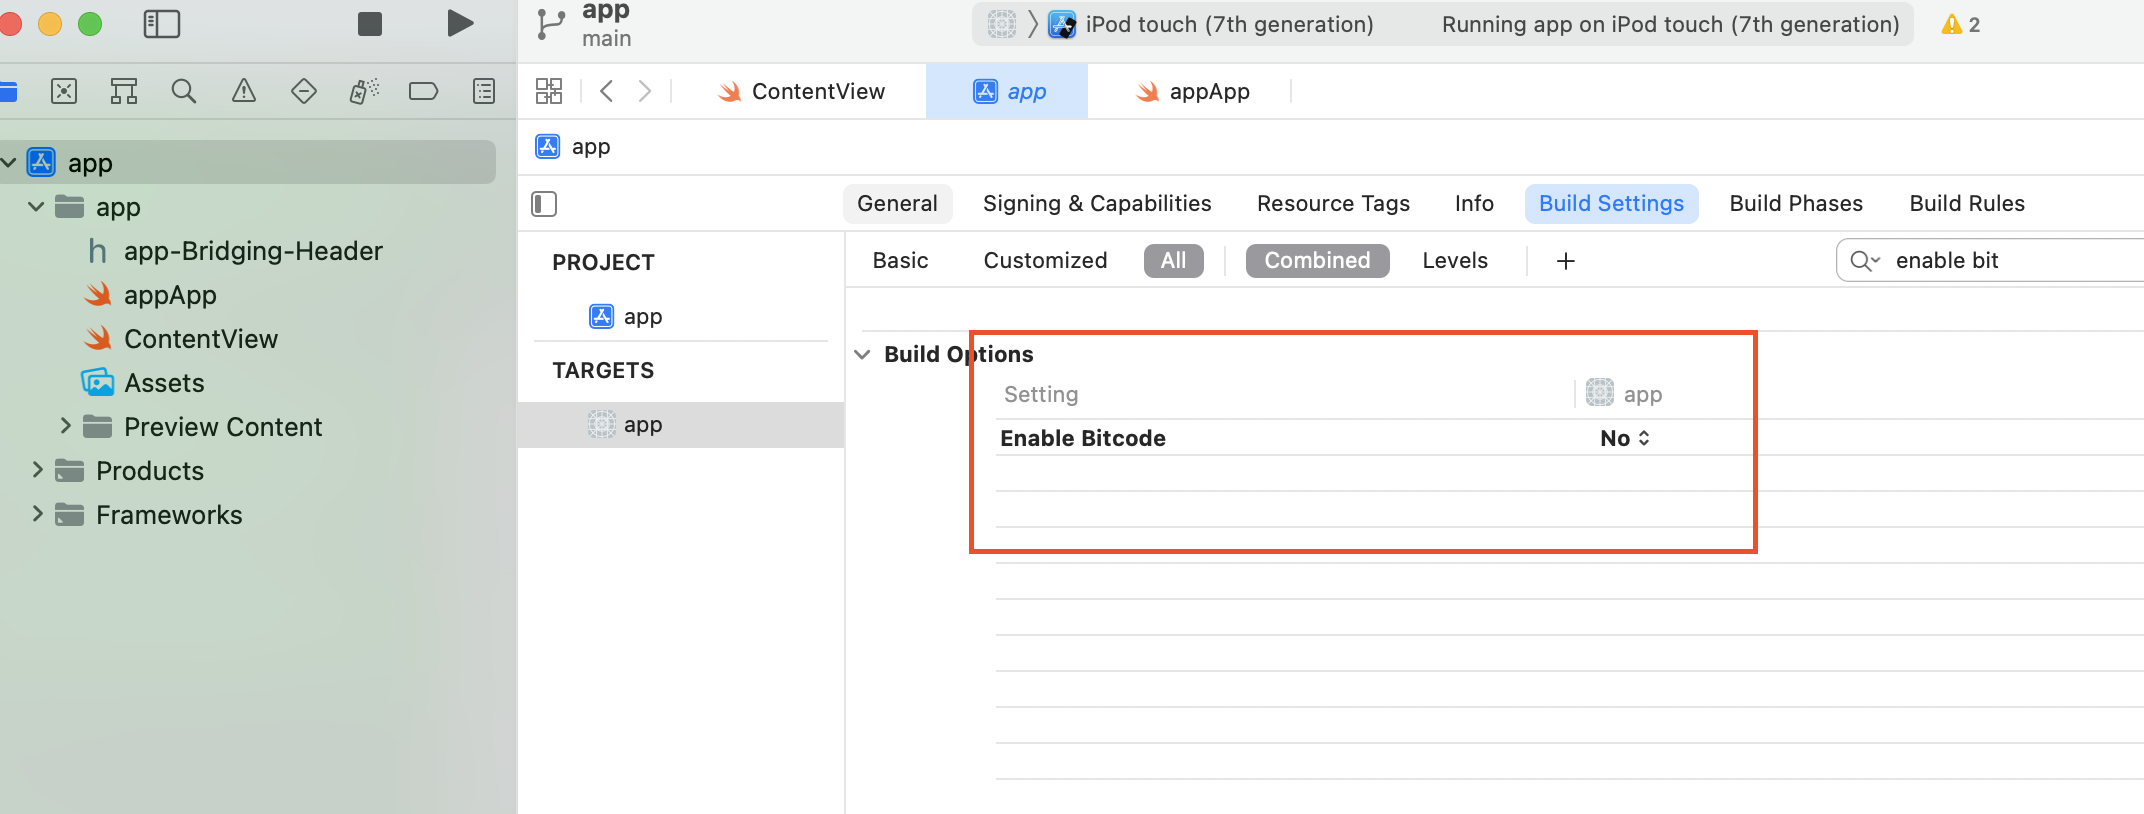 app
main
iPod touch (7th generation)
Running app on iPod touch (7th generation)
2
ContentView
app
appApp
app
General
Signing & Capabilities
Resource Tags
Info
Build Settings
Build Phases
Build Rules
Basic
Customized
All
Combined
Levels
+
enable bit
app
app
h app-Bridging-Header
appApp
ContentView
Assets
Preview Content
Products
Frameworks
PROJECT
app
TARGETS
app
Build Options
Setting
app
Enable Bitcode
No